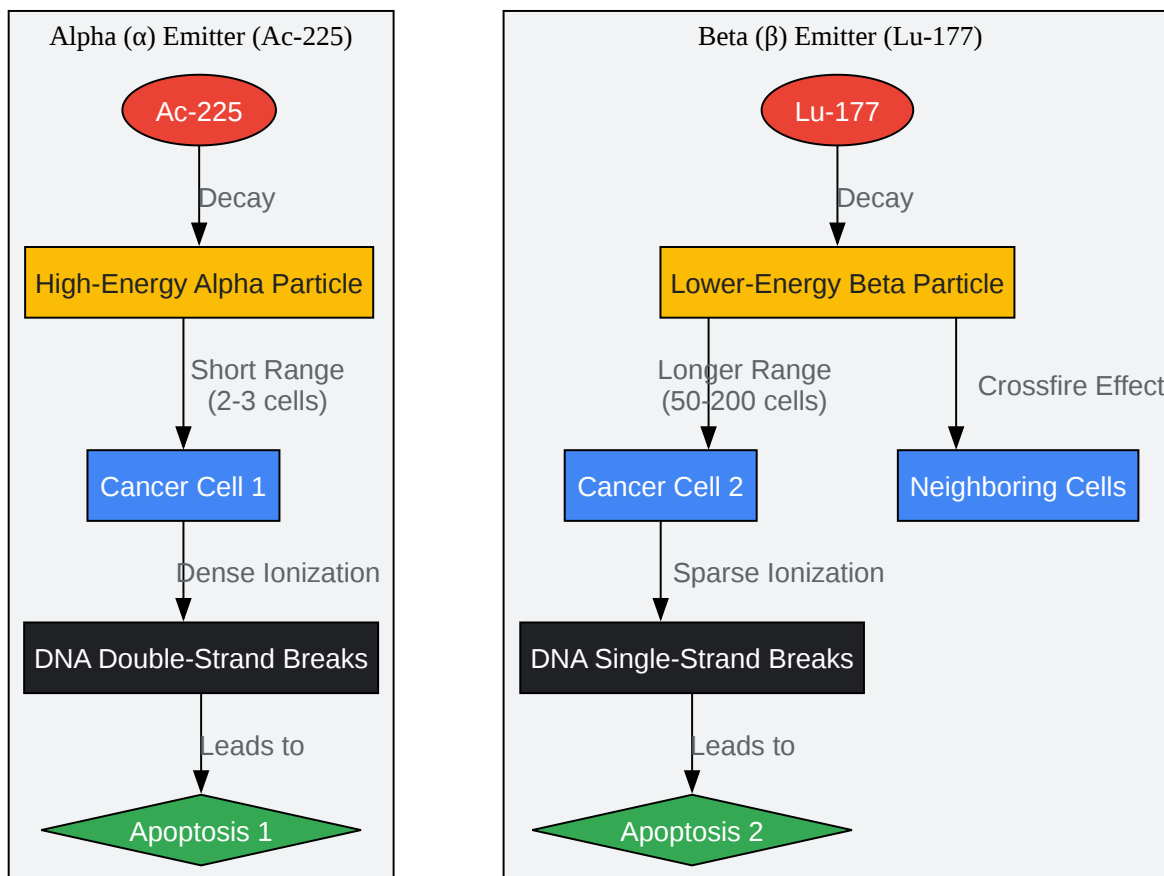 Alpha (α) Emitter (Ac-225)
Ac-225
Decay
High-Energy Alpha Particle
Short Range
(2-3 cells)
Cancer Cell 1
Dense Ionization
DNA Double-Strand Breaks
Leads to
Apoptosis 1
Beta (β) Emitter (Lu-177)
Lu-177
Decay
Lower-Energy Beta Particle
Longer Range
(50-200 cells)
Crossfire Effect
Cancer Cell 2
Neighboring Cells
Sparse Ionization
DNA Single-Strand Breaks
Leads to
Apoptosis 2